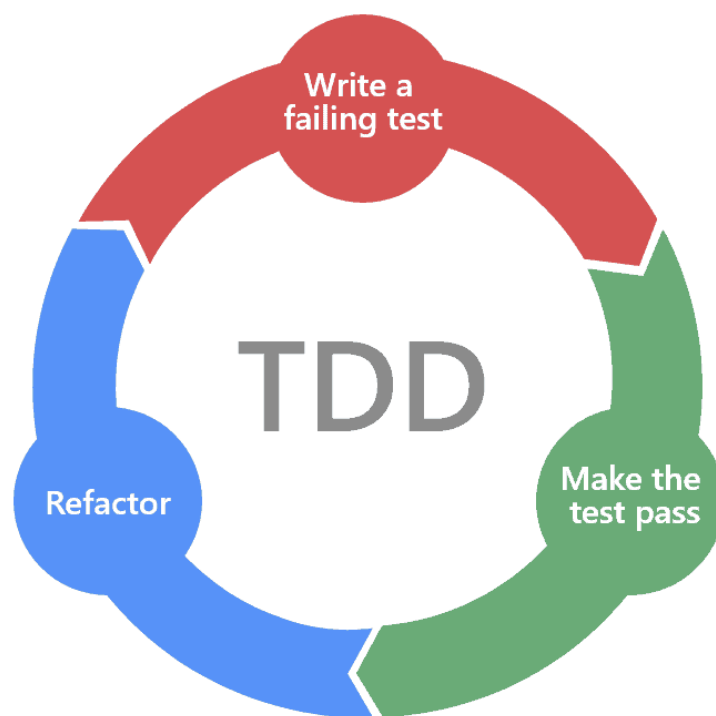 Write a
failing test
TDD
Refactor
Make the
test pass